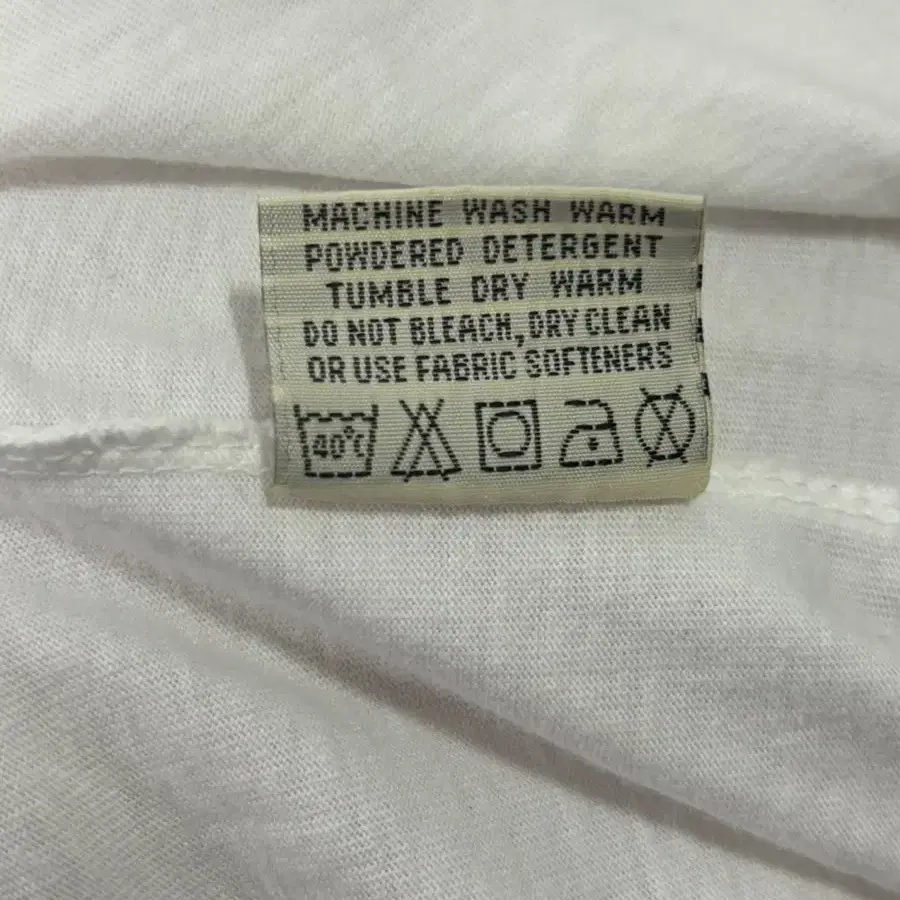 MACHINE WASH WARM
POWDERED DETERGENT
TUMBLE DRY WARM
DO NOT BLEACH, DRY CLEAN
OR USE FABRIC SOFTENERS
40°C